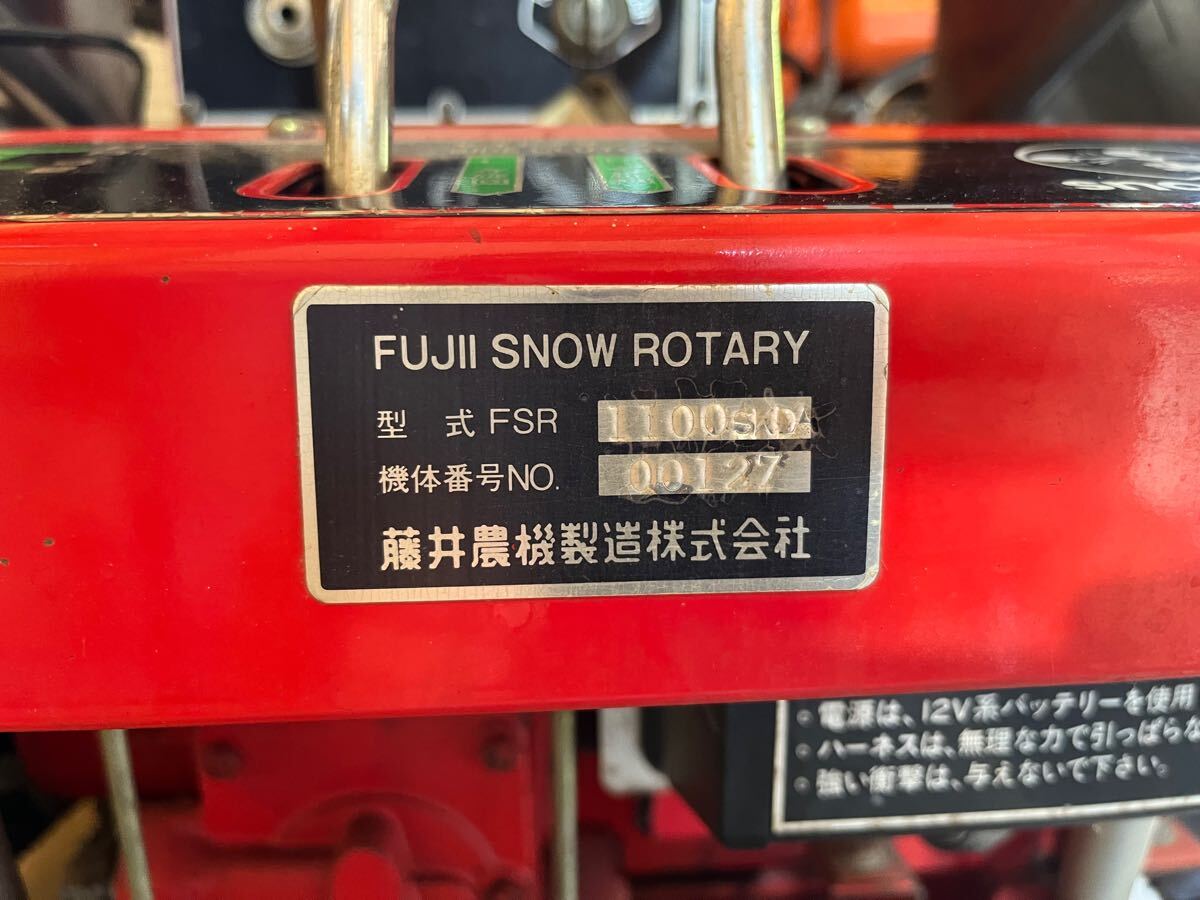 FUJII SNOW ROTARY
型 式 FSR 1100SDA
機体番号NO. 00127
藤井農機製造株式会社
・電源は、12V系バッテリーを使用
・ハーネスは、無理な力で引っぱらな
・強い衝撃は、与えないで下さい。